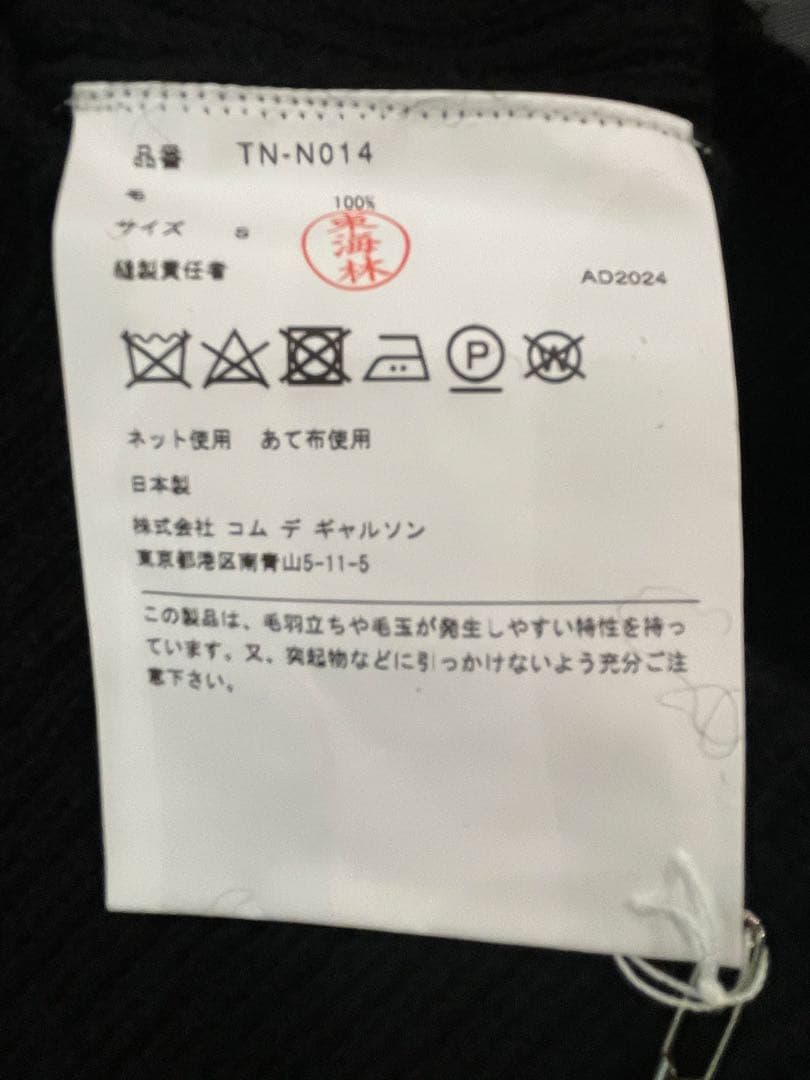 品番 TN-N014
毛 100%
サイズ S
東海林
縫製責任者 AD2024
P W
ネット使用 あて布使用
日本製
株式会社 コム デ ギャルソン
東京都港区南青山5-11-5
この製品は、毛羽立ちや毛玉が発生しやすい特性を持っ
ています。又、突起物などに引っかけないよう充分ご注
意下さい。